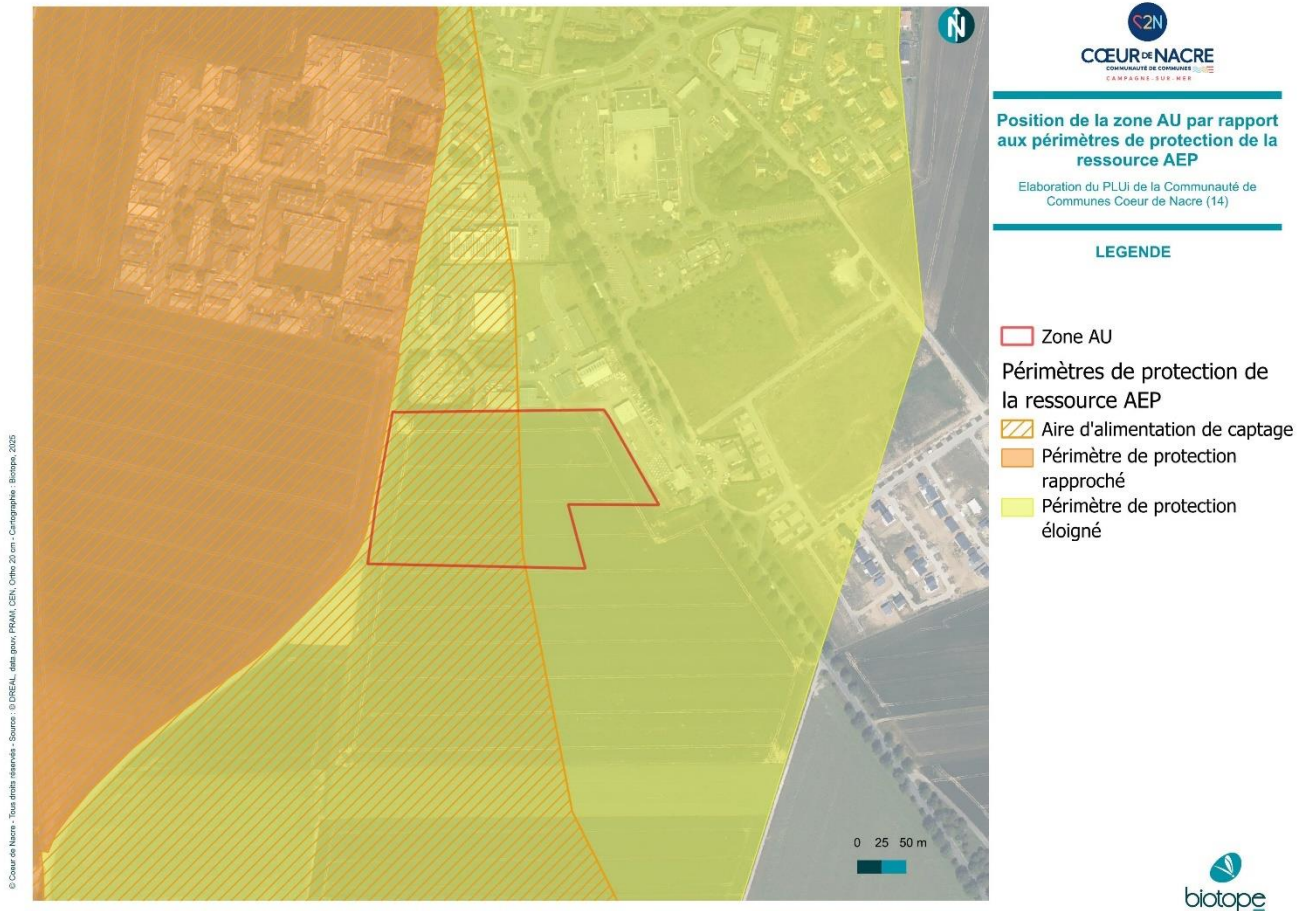 N
C2N
CŒUR DE NACRE
COMMUNAUTÉ DE COMMUNES
CAMPAGNE-SUR-MER
Position de la zone AU par rapport
aux périmètres de protection de la
ressource AEP
Elaboration du PLUi de la Communauté de
Communes Coeur de Nacre (14)
LEGENDE
Zone AU
Périmètres de protection de
la ressource AEP
Aire d'alimentation de captage
Périmètre de protection
rapproché
Périmètre de protection
éloigné
0 25 50 m
biotope
© Coeur de Nacre - Tous droits réservés - Source : © DREAL, data gouv, PRAM, CEN, Ortho 20 cm - Cartographie : Biotope, 2025